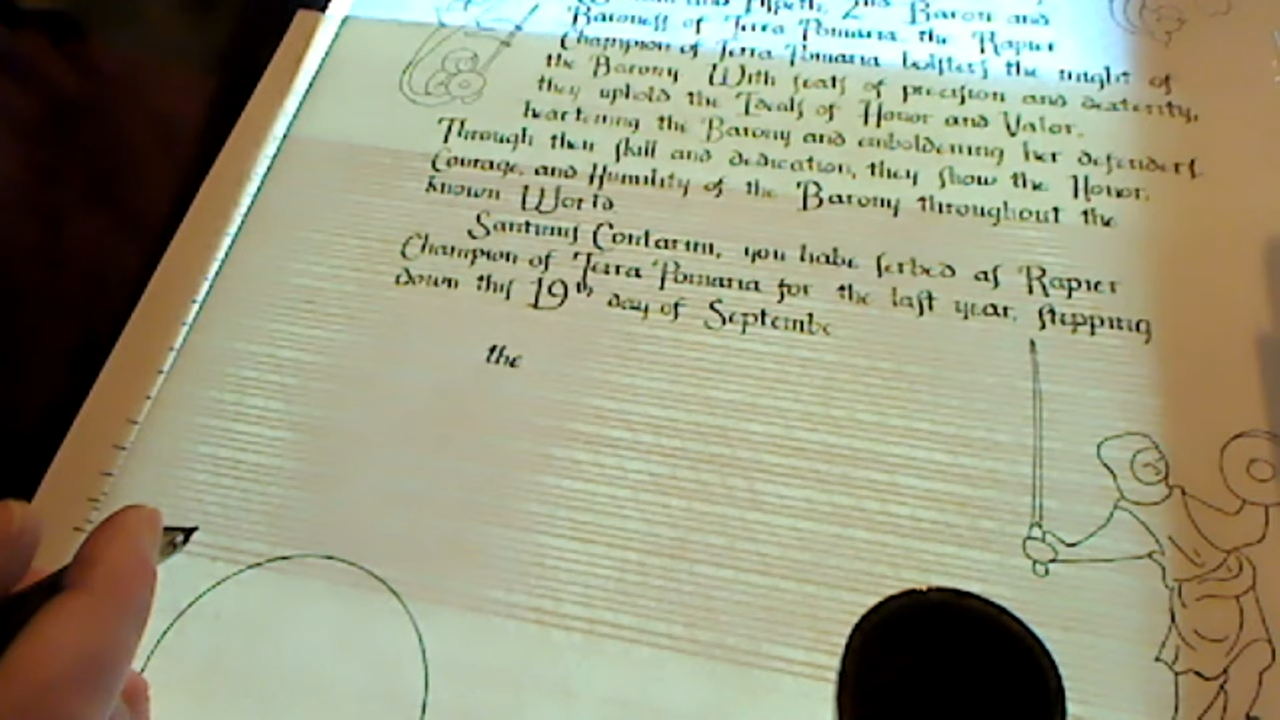 2nd Baron and
Baroness of Terra Pomaria, the Rapier
Champion of Terra Pomaria bolsters the might of
the Barony With feats of precision and dexterity,
they uphold the Ideals of Honor and Valor,
heartening the Barony and emboldening her defenders
Through their skill and dedication, they show the Honor,
Courage, and Humility of the Barony throughout the
Known World
Contarini, you habe serbed as Rapier
Champion of Terra Pomaria for the last year, stepping
down this 19th day of Septembe
the